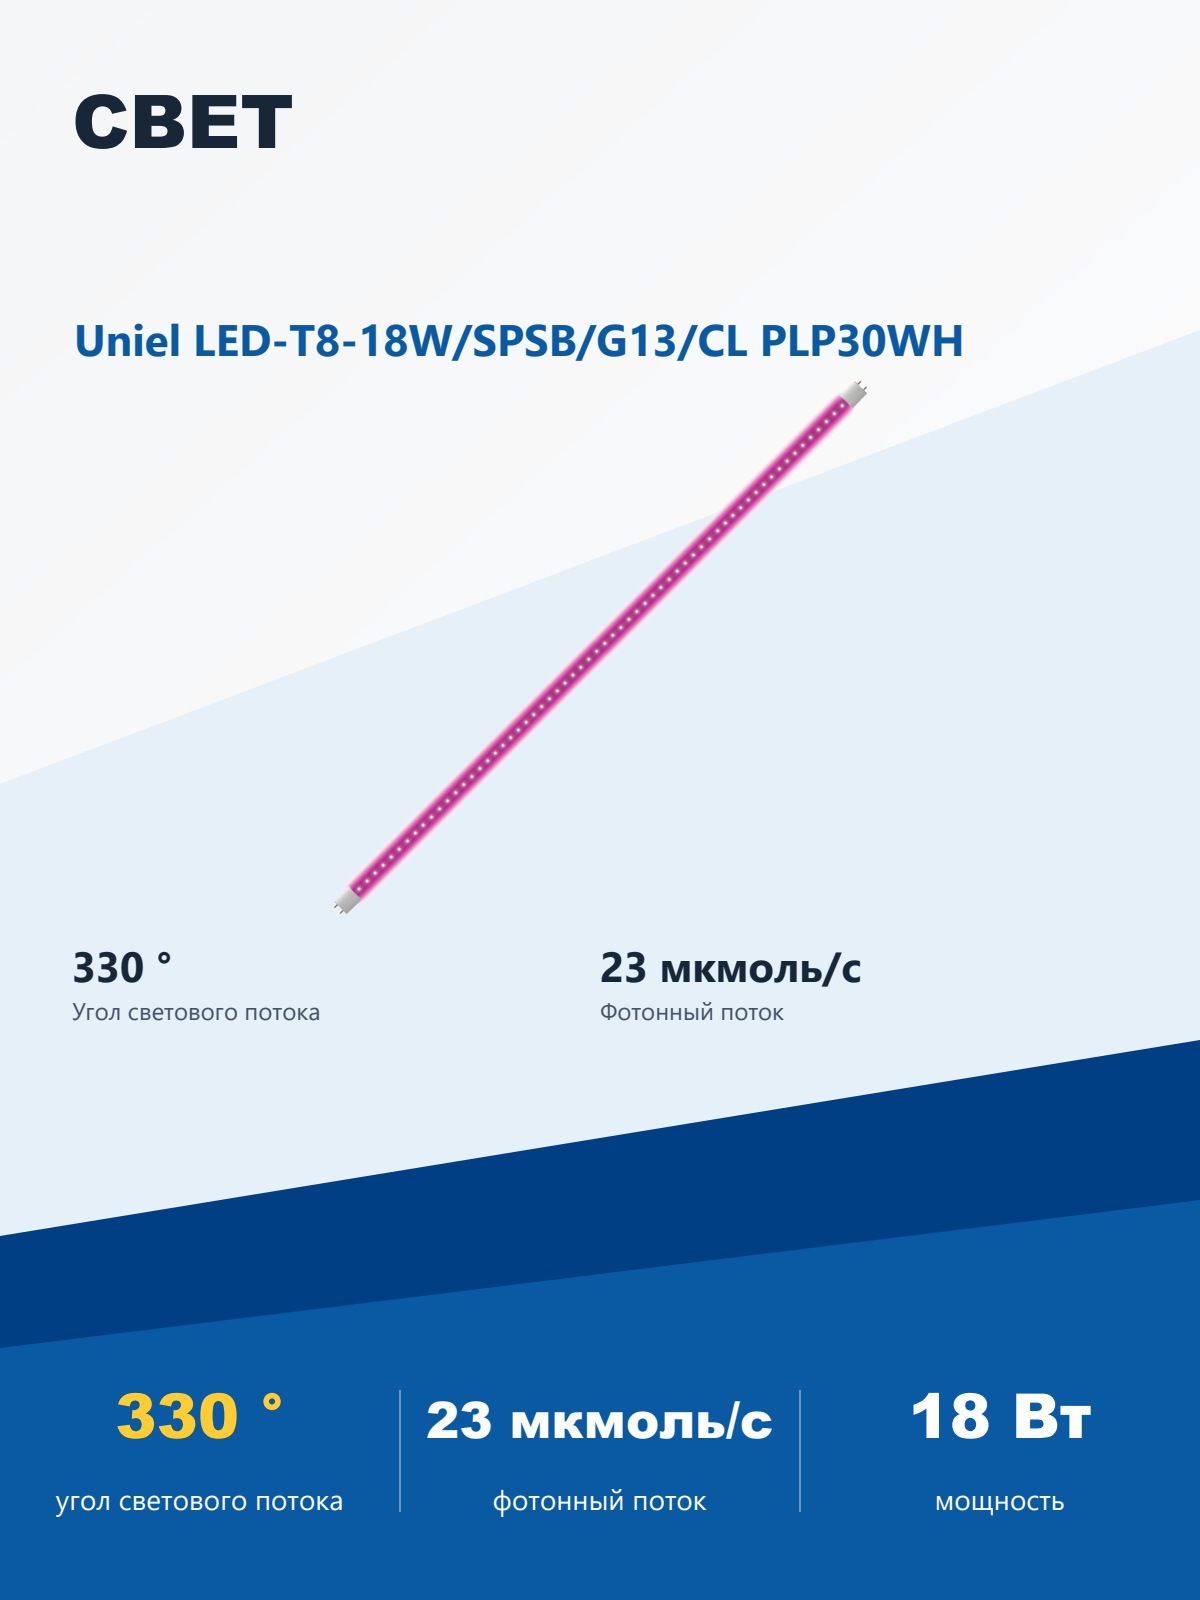 СВЕТ
Uniel LED-T8-18W/SPSB/G13/CL PLP30WH
330 °
Угол светового потока
23 мкмоль/с
Фотонный поток
330 °
угол светового потока
23 мкмоль/с
фотонный поток
18 Вт
мощность